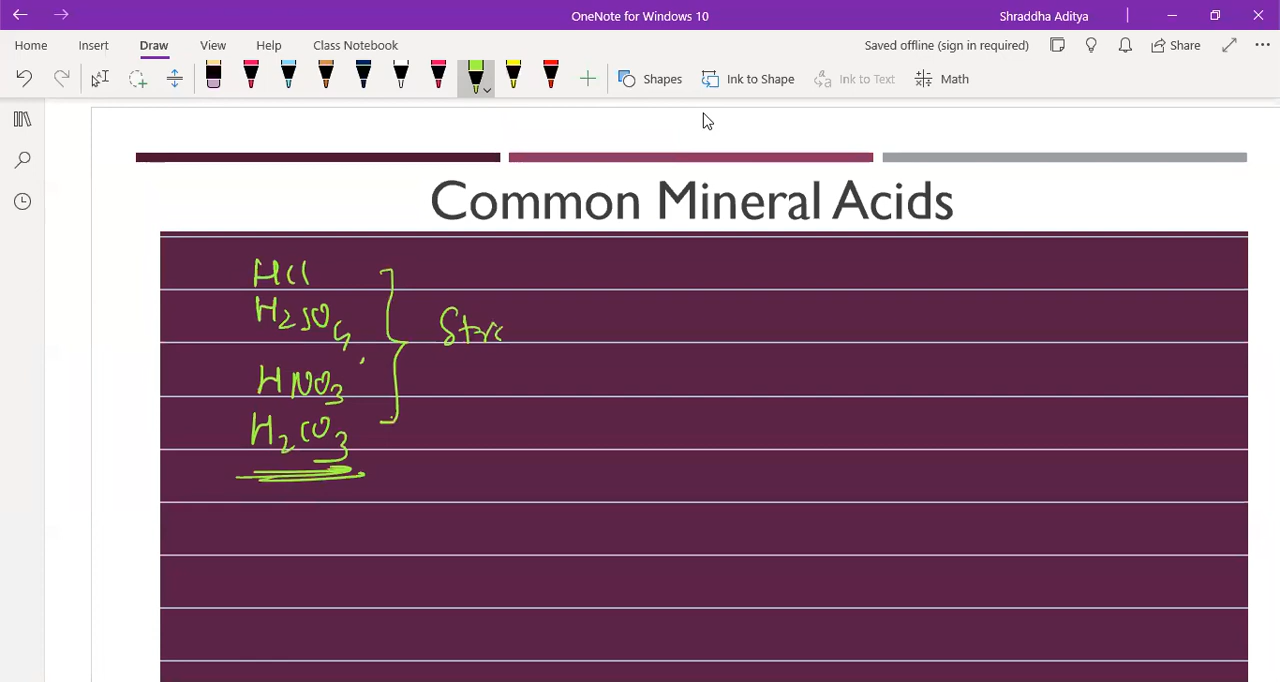 OneNote for Windows 10
Shraddha Aditya
Home Insert Draw View Help Class Notebook
Saved offline (sign in required) Share
Shapes Ink to Shape Ink to Text Math
Common Mineral Acids
HCl
H2SO4
Stro
HNO3
H2CO3